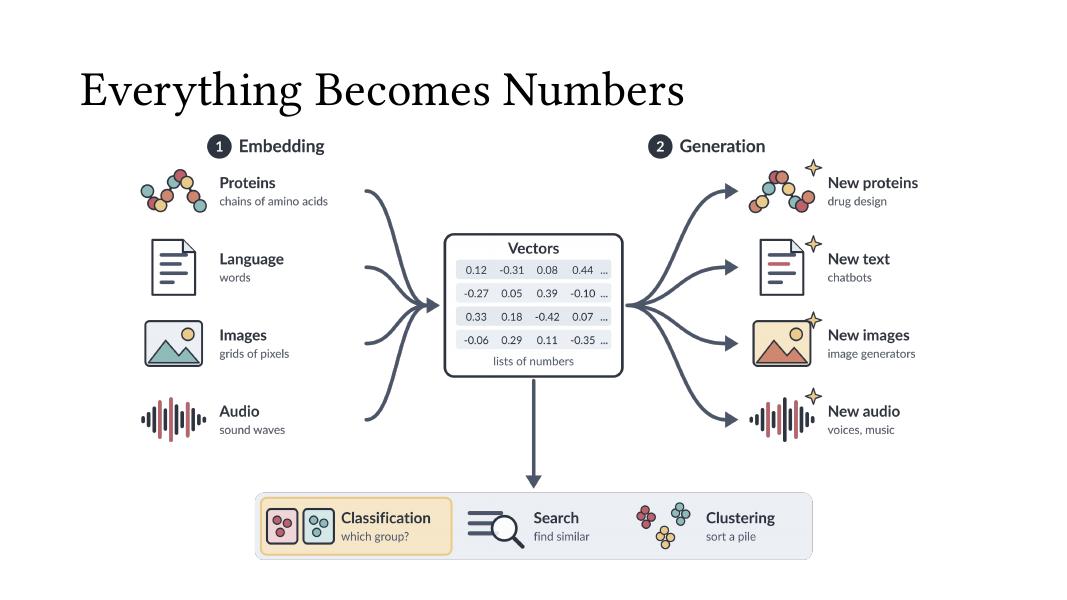 Everything Becomes Numbers
1 Embedding
2 Generation
Proteins
chains of amino acids
Language
words
Images
grids of pixels
Audio
sound waves
Vectors
0.12 -0.31 0.08 0.44 ...
-0.27 0.05 0.39 -0.10 ...
0.33 0.18 -0.42 0.07 ...
-0.06 0.29 0.11 -0.35 ...
lists of numbers
New proteins
drug design
New text
chatbots
New images
image generators
New audio
voices, music
Classification
which group?
Search
find similar
Clustering
sort a pile